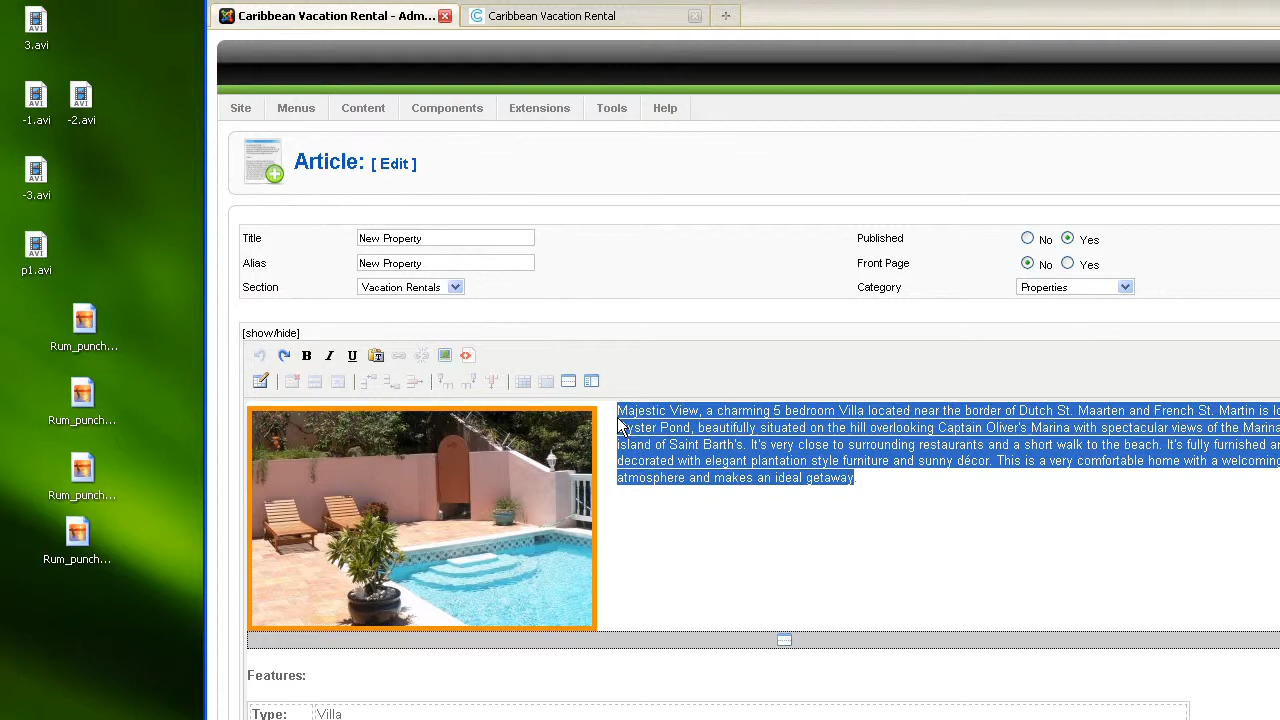 3.avi
-1.avi
-2.avi
-3.avi
p1.avi
Rum_punch...
Rum_punch...
Rum_punch...
Rum_punch...
Caribbean Vacation Rental - Adm...
Caribbean Vacation Rental
Site Menus Content Components Extensions Tools Help
Article: [ Edit ]
Title New Property Published No Yes
Alias New Property Front Page No Yes
Section Vacation Rentals Category Properties
[show/hide]
B I U
Majestic View, a charming 5 bedroom Villa located near the border of Dutch St. Maarten and French St. Martin is
Oyster Pond, beautifully situated on the hill overlooking Captain Oliver's Marina with spectacular views of the Marina
island of Saint Barth's. It's very close to surrounding restaurants and a short walk to the beach. It's fully furnished
decorated with elegant plantation style furniture and sunny décor. This is a very comfortable home with a welcoming
atmosphere and makes an ideal getaway.
Features:
Type: Villa